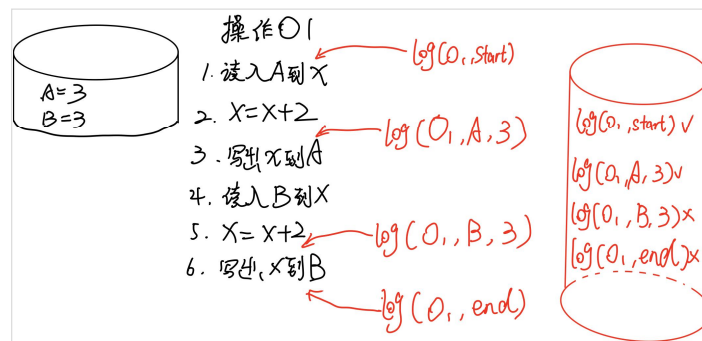 A=3
B=3
操作O1
1. 读入A到X
2. X=X+2
3. 写出x到A
4. 读入B到X
5. X=X+2
6. 写出X到B
log(O1,start)
log(O1,A,3)
log(O1,B,3)
log(O1,end)
log(O1,start)√
log(O1,A,3)√
log(O1,B,3)×
log(O1,end)×